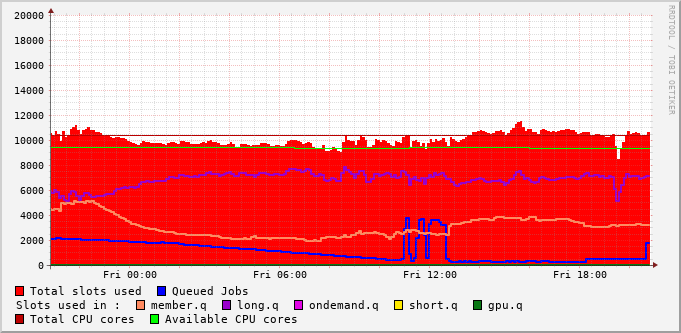 20000
18000
16000
14000
12000
10000
8000
6000
4000
2000
0
Fri 00:00 Fri 06:00 Fri 12:00 Fri 18:00
RRDTOOL / TOBI OETIKER
Total slots used Queued Jobs
Slots used in : member.q long.q ondemand.q short.q gpu.q
Total CPU cores Available CPU cores